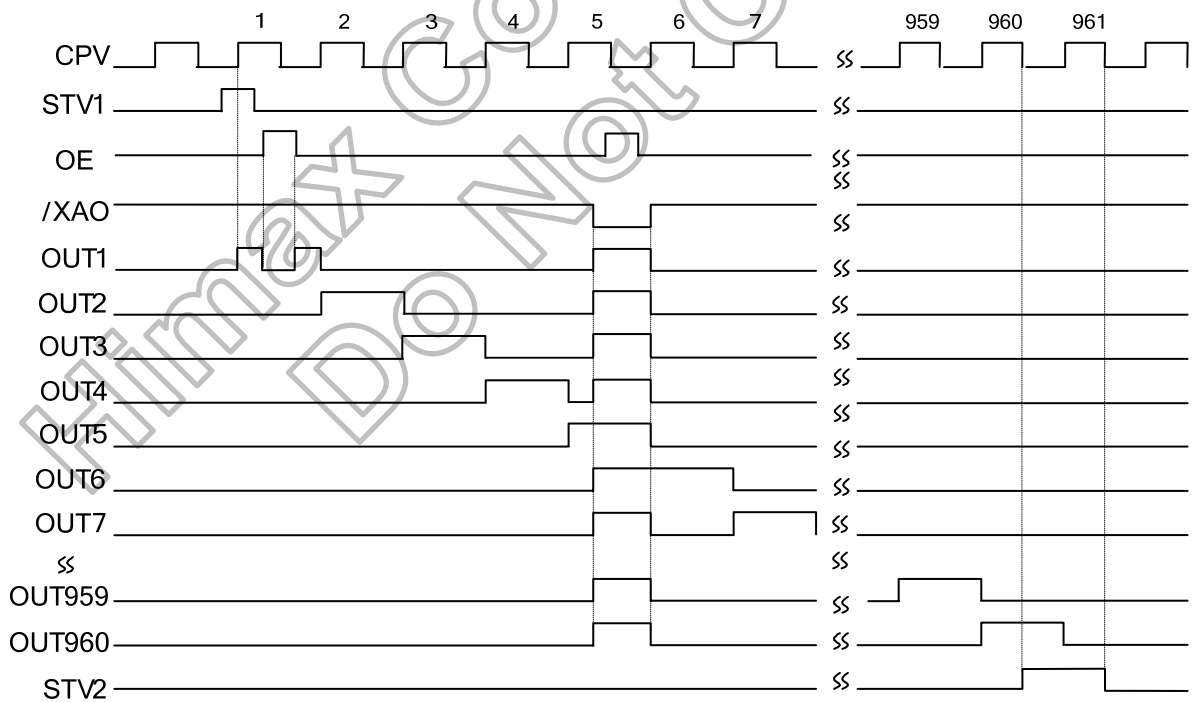 1 2 3 4 5 6 7 959 960 961
CPV
STV1
OE
/XAO
OUT1
OUT2
OUT3
OUT4
OUT5
OUT6
OUT7
OUT959
OUT960
STV2
Himax Co
Do Not C